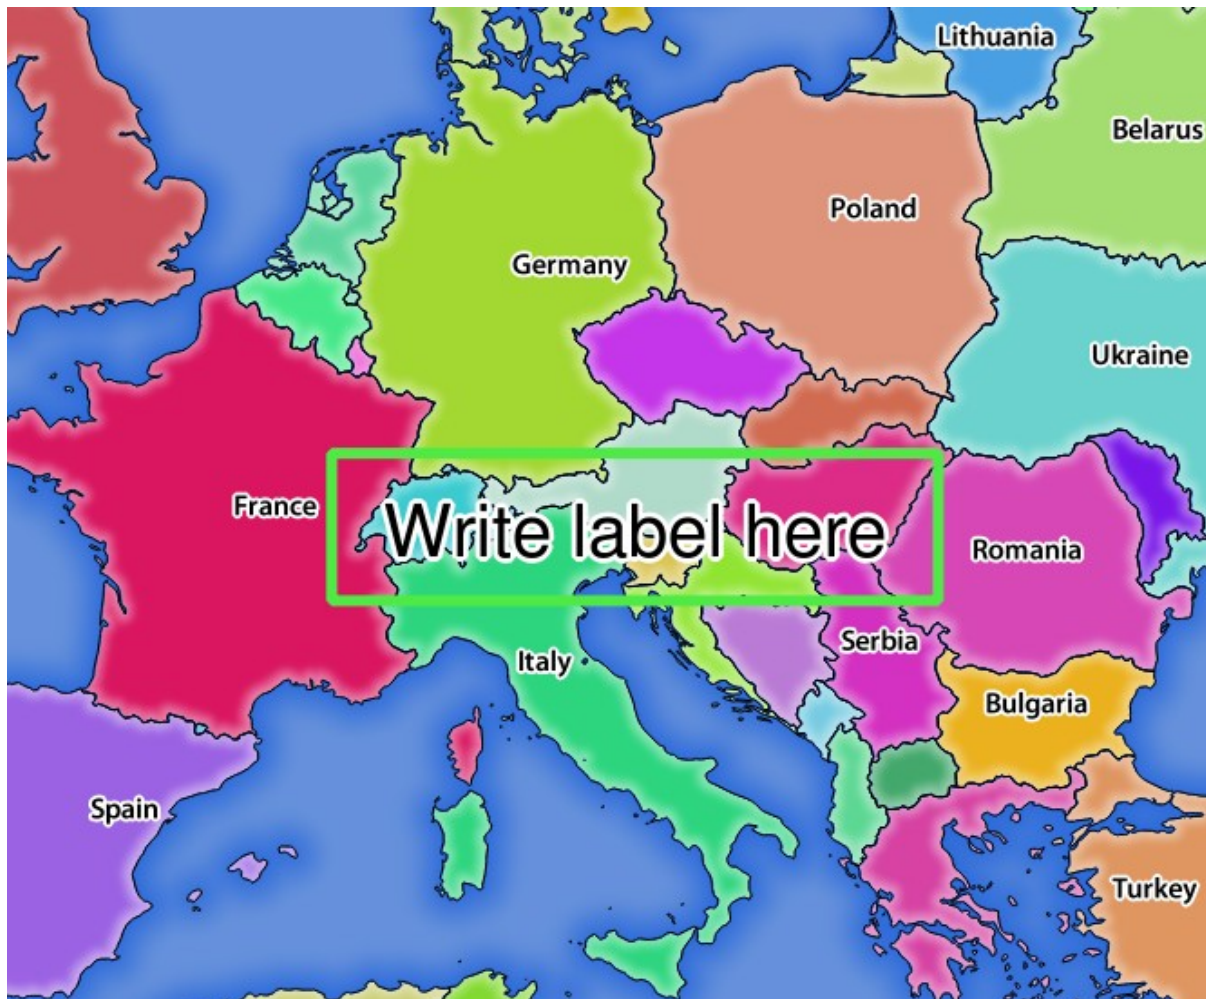 Lithuania
Belarus
Poland
Germany
Ukraine
France
Write label here
Romania
Serbia
Italy
Bulgaria
Spain
Turkey